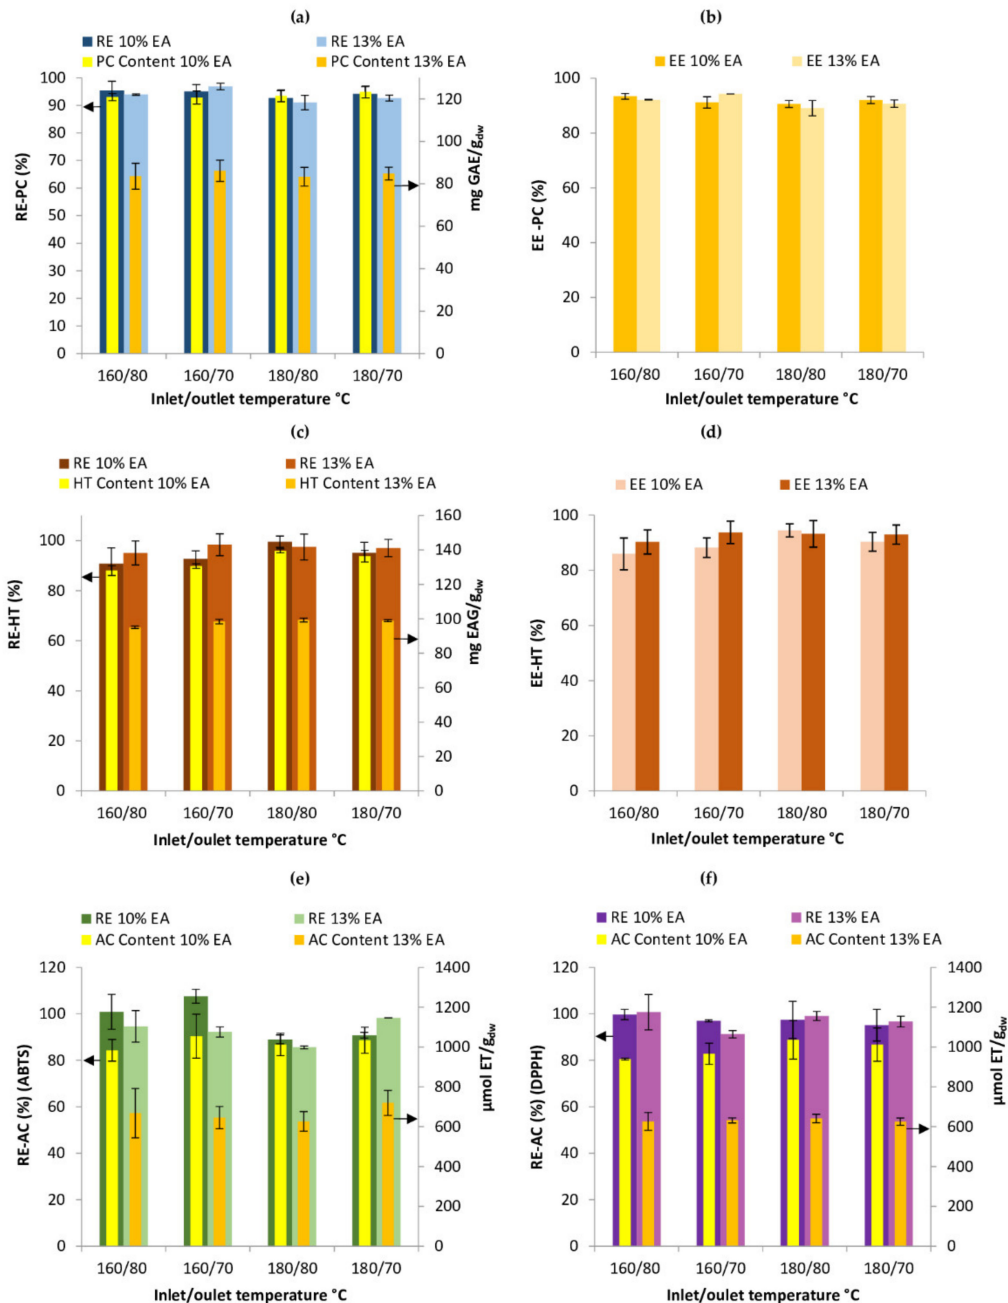 (a)
RE 10% EA RE 13% EA
PC Content 10% EA PC Content 13% EA
100 90 80 70 60 50 40 30 20 10 0
RE-PC (%)
120 100 80 60 40 20 0
mg GAE/gdw
160/80 160/70 180/80 180/70
Inlet/outlet temperature °C
(b)
EE 10% EA EE 13% EA
100 80 60 40 20 0
EE -PC (%)
160/80 160/70 180/80 180/70
Inlet/outlet temperature °C
(c)
RE 10% EA RE 13% EA
HT Content 10% EA HT Content 13% EA
100 80 60 40 20 0
RE-HT (%)
160 140 120 100 80 60 40 20 0
mg EAG/gdw
160/80 160/70 180/80 180/70
Inlet/oulet temperature °C
(d)
EE 10% EA EE 13% EA
100 80 60 40 20 0
EE-HT (%)
160/80 160/70 180/80 180/70
Inlet/oulet temperature °C
(e)
RE 10% EA RE 13% EA
AC Content 10% EA AC Content 13% EA
120 100 80 60 40 20 0
RE-AC (%) (ABTS)
1400 1200 1000 800 600 400 200 0
µmol ET/gdw
160/80 160/70 180/80 180/70
Inlet/outlet temperature °C
(f)
RE 10% EA RE 13% EA
AC Content 10% EA AC Content 13% EA
120 100 80 60 40 20 0
RE-AC (%) (DPPH)
1400 1200 1000 800 600 400 200 0
µmol ET/gdw
160/80 160/70 180/80 180/70
Inlet/outlet temperature °C